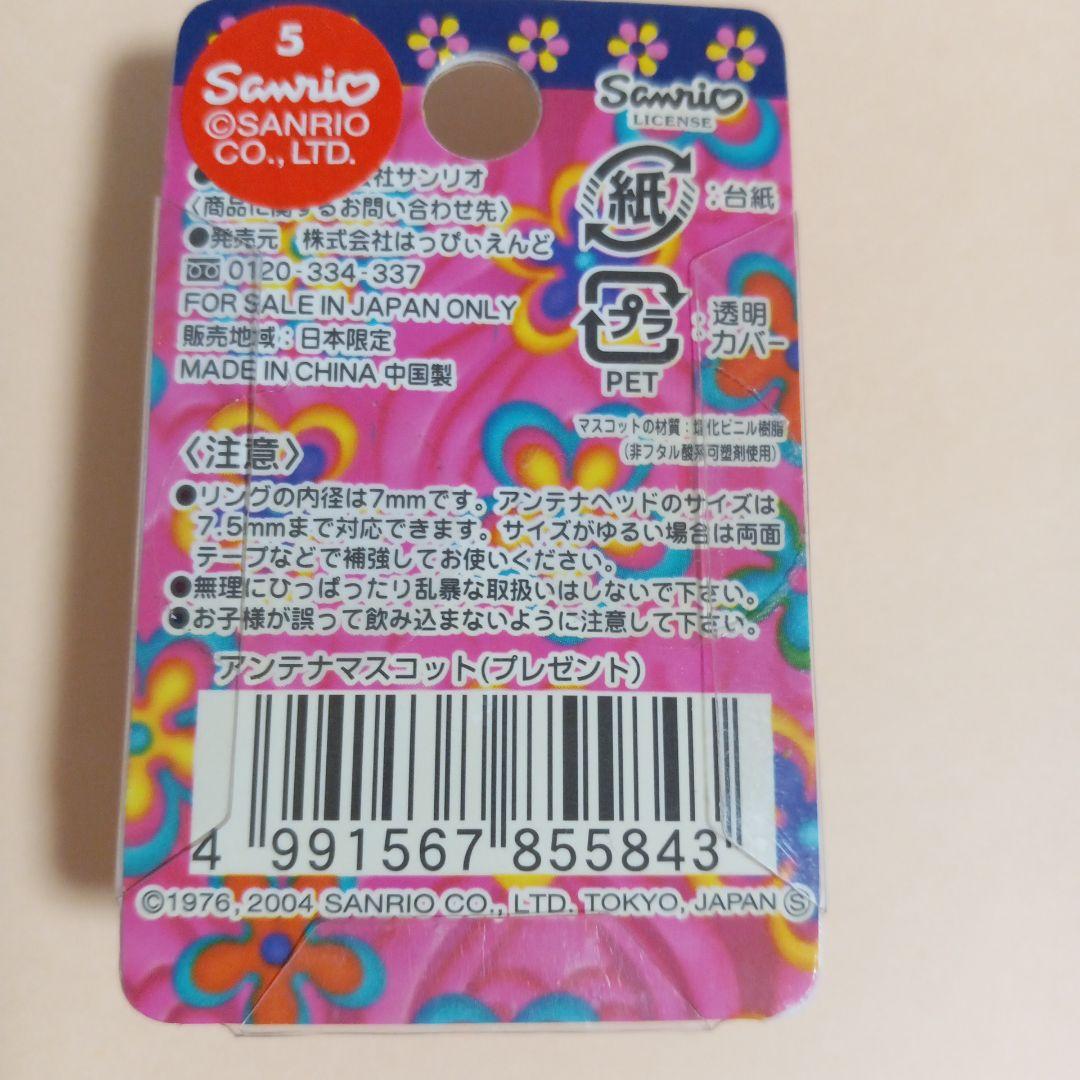 5
Sanrio
©SANRIO
CO., LTD.
Sanrio
LICENSE
社サンリオ
〈商品に関するお問い合わせ先〉
●発売元 株式会社はっぴぃえんど
0120-334-337
FOR SALE IN JAPAN ONLY
販売地域：日本限定
MADE IN CHINA 中国製
紙
：台紙
プラ
：透明
カバー
PET
マスコットの材質：塩化ビニル樹脂
（非フタル酸系可塑剤使用）
〈注意〉
●リングの内径は7mmです。アンテナヘッドのサイズは
7.5mmまで対応できます。サイズがゆるい場合は両面
テープなどで補強してお使いください。
●無理にひっぱったり乱暴な取扱いはしないで下さい。
●お子様が誤って飲み込まないように注意して下さい。
アンテナマスコット(プレゼント)
4 991567 855843
©1976, 2004 SANRIO CO., LTD. TOKYO, JAPAN Ⓢ